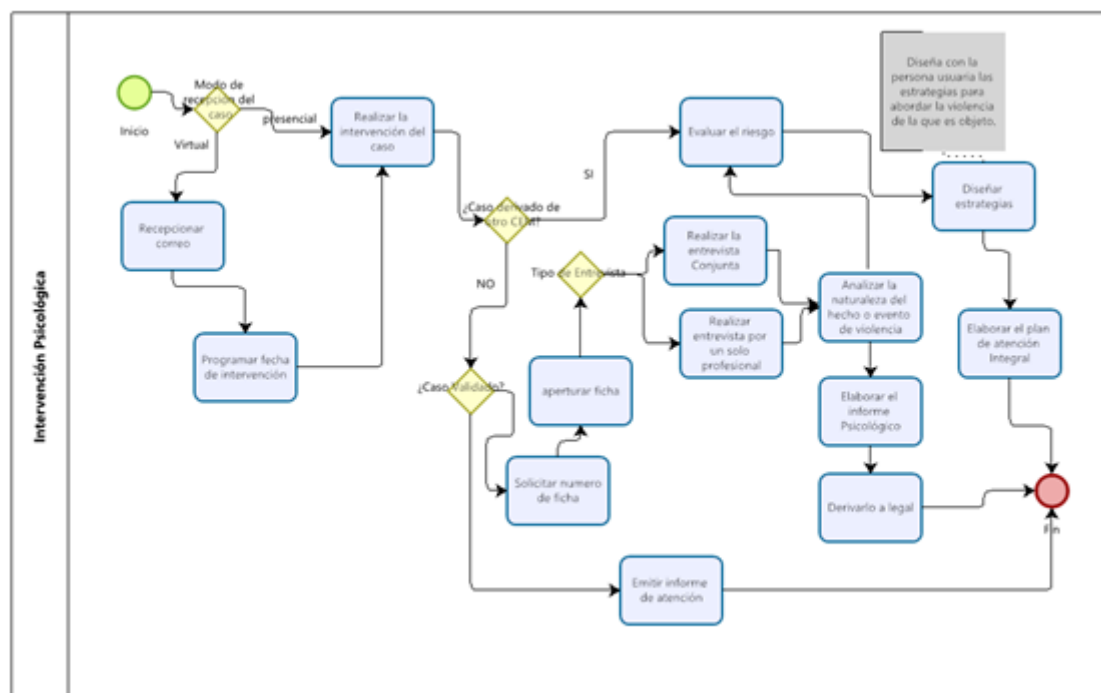 Intervención Psicológica
Inicio
Modo de
recepción del
caso
presencial
Virtual
Recepcionar
correo
Programar fecha
de intervención
Realizar la
intervención del
caso
¿Caso derivado de
otro CEM?
SI
NO
¿Caso Validado?
Solicitar numero
de ficha
aperturar ficha
Tipo de Entrevista
Realizar la
entrevista
Conjunta
Realizar
entrevista por
un solo
profesional
Analizar la
naturaleza del
hecho o evento
de violencia
Elaborar el
informe
Psicológico
Derivarlo a legal
Emitir informe
de atención
Evaluar el riesgo
Diseña con la
persona usuaria las
estrategias para
abordar la violencia
de la que es objeto.
Diseñar
estrategias
Elaborar el plan
de atención
Integral
Fin